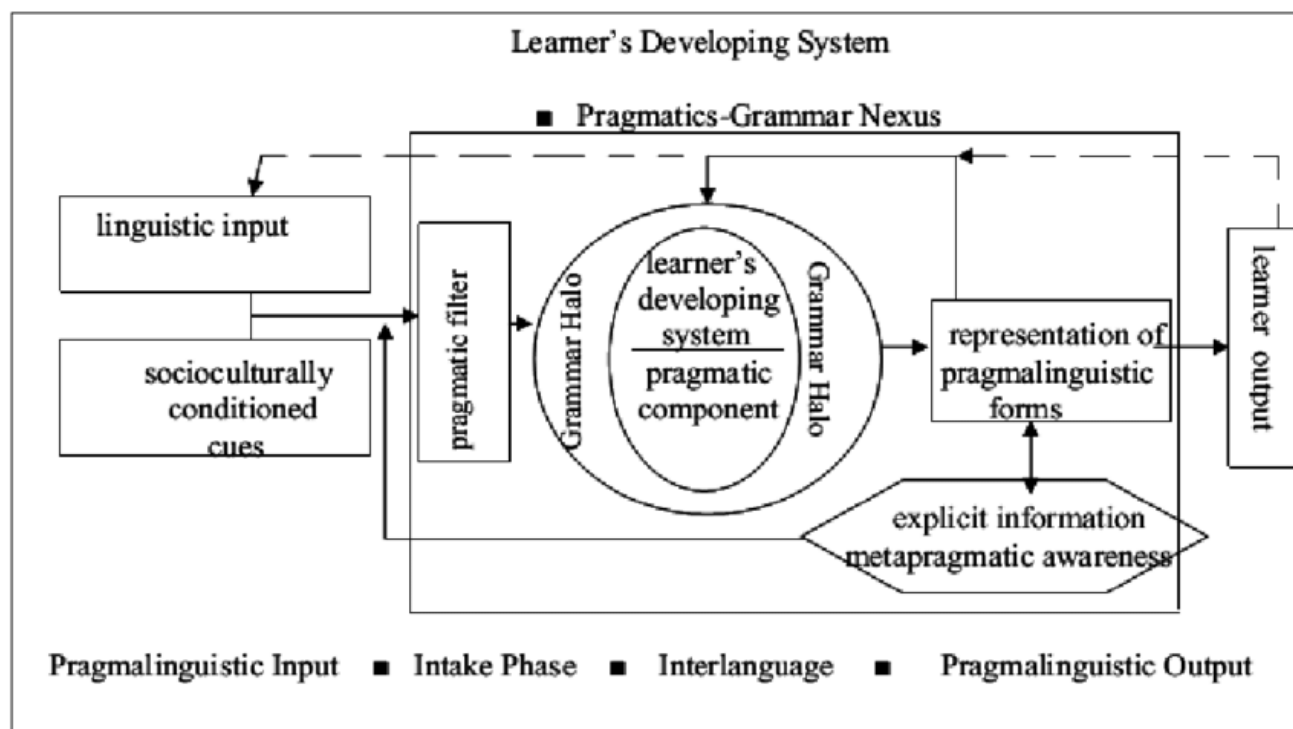 Learner's Developing System
■ Pragmatics-Grammar Nexus
linguistic input
socioculturally
conditioned
cues
pragmatic filter
Grammar Halo
learner's
developing
system
pragmatic
component
Grammar Halo
representation of
pragmalinguistic
forms
learner output
explicit information
metapragmatic awareness
Pragmalinguistic Input ■ Intake Phase ■ Interlanguage ■ Pragmalinguistic Output